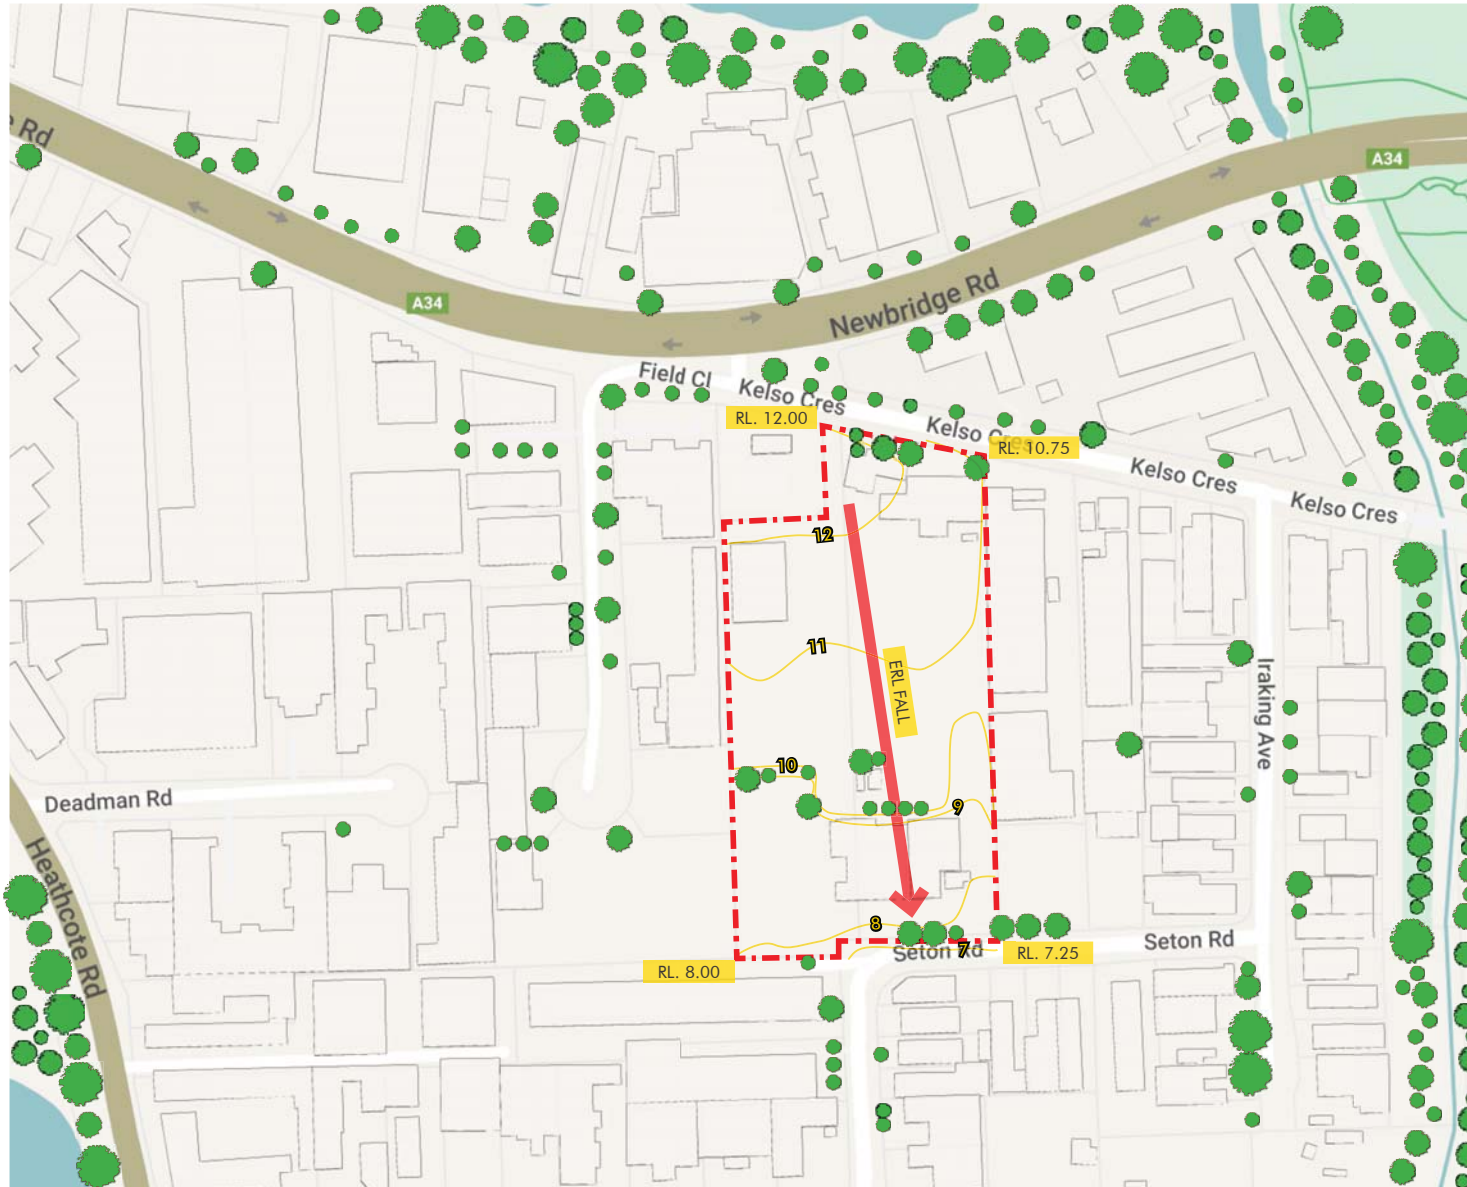 e Rd
A34
A34
Newbridge Rd
Field Cl
Kelso Cres
RL. 12.00
Kelso Cres
RL. 10.75
Kelso Cres
Kelso Cres
12
11
ERL FALL
Iraking Ave
10
9
Deadman Rd
Heathcote Rd
8
7
Seton Rd
Seton Rd
RL. 7.25
RL. 8.00